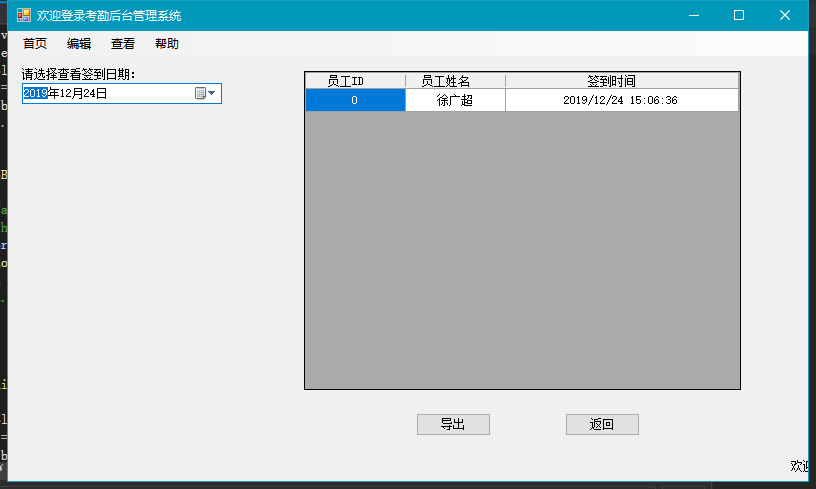 欢迎登录考勤后台管理系统
首页 编辑 查看 帮助
请选择查看签到日期：
2019年12月24日
员工ID 员工姓名 签到时间
0 徐广超 2019/12/24 15:06:36
导出 返回
欢迎